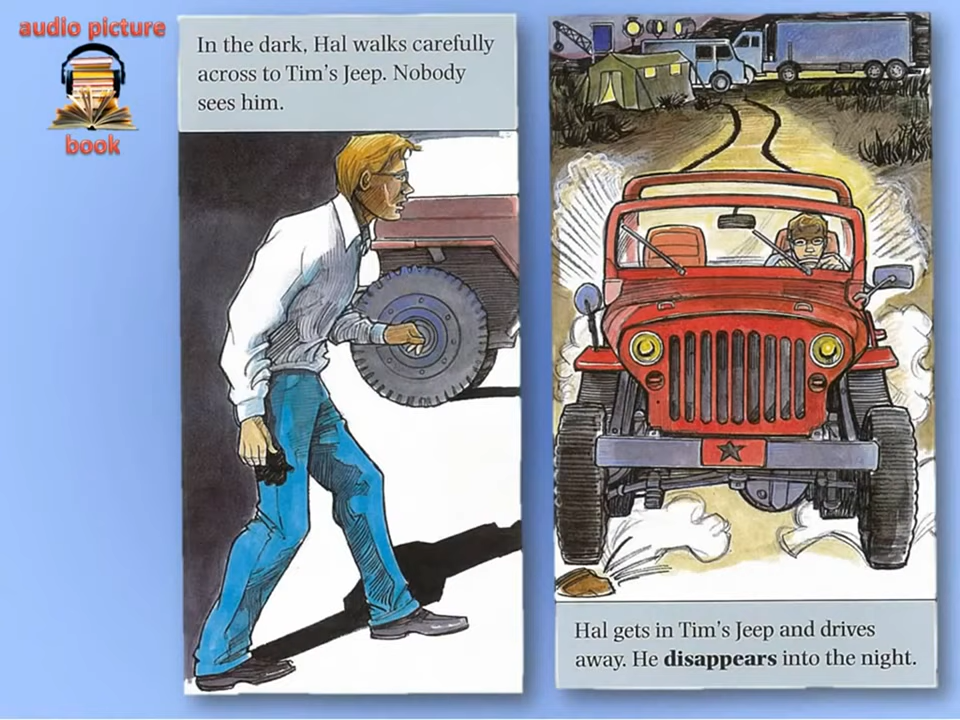 audio picture
book
In the dark, Hal walks carefully
across to Tim's Jeep. Nobody
sees him.
Hal gets in Tim's Jeep and drives
away. He disappears into the night.